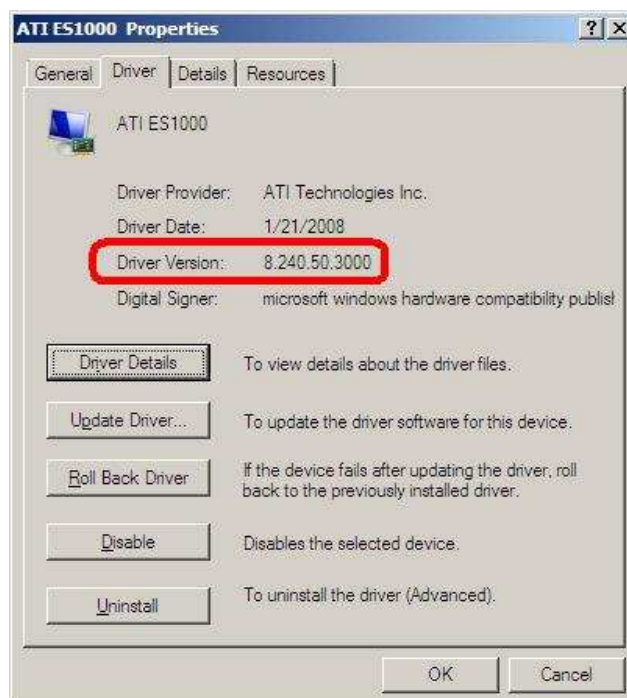 ATI ES1000 Properties
? X
General Driver Details Resources
ATI ES1000
Driver Provider: ATI Technologies Inc.
Driver Date: 1/21/2008
Driver Version: 8.240.50.3000
Digital Signer: microsoft windows hardware compatibility publish
Driver Details To view details about the driver files.
Update Driver... To update the driver software for this device.
Roll Back Driver If the device fails after updating the driver, roll
back to the previously installed driver.
Disable Disables the selected device.
Uninstall To uninstall the driver (Advanced).
OK Cancel